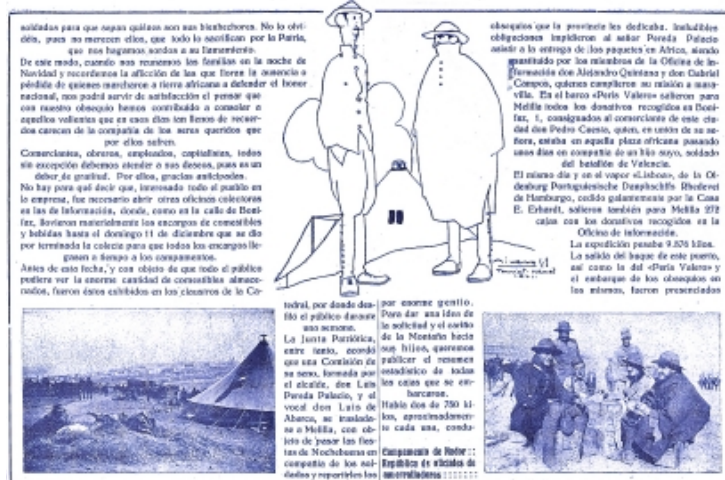 soldados para que sepan quiénes son sus bienhechores. No lo olvi-
déis, pues no merecen ellos, que todo lo sacrifican por la Patria,
que nos hagamos sordos a su llamamiento.
De este modo, cuando nos reunamos las familias en la noche de
Navidad y recordemos la aflicción de las que lloran la ausencia o
pérdida de quienes marcharon a tierra africana a defender el honor
nacional, nos podrá servir de satisfacción el pensar que
con nuestro obsequio hemos contribuido a consolar a
aquellos valientes que en esos días tan llenos de recuer-
dos carecen de la compañía de los seres queridos que
por ellos sufren.
Comerciantes, obreros, empleados, capitalistas, todos
sin excepción debemos atender a sus deseos, pues es un
deber de gratitud. Por ellos, gracias anticipadas.
No hay para qué decir que, interesado todo el pueblo en
la empresa, fue necesario abrir otras oficinas colectoras
en las de Información, donde, como en la calle de Boni-
faz, llovieron materialmente los encargos de comestibles
y bebidas hasta el domingo 11 de diciembre que se dio
por terminada la colecta para que todos los encargos lle-
gasen a tiempo a los campamentos.
Antes de esta fecha, y con objeto de que todo el público
pudiera ver la enorme cantidad de comestibles almace-
nados, fueron éstos exhibidos en los claustros de la Ca-
tedral, por donde des-
filó el público durante
una semana.
La Junta Patriótica,
entre tanto, acordó
que una Comisión de
su seno, formada por
el alcalde, don Luis
Pereda Palacio, y el
vocal don Luis de
Abarca, se traslada-
se a Melilla, con ob-
jeto de pasar las fies-
tas de Nochebuena en
compañía de los sol-
dados y repartirles los
por enorme gentío.
Para dar una idea de
la solicitud y el cariño
de la Montaña hacia
sus hijos, queremos
publicar el resumen
estadístico de todas
las cajas que se em-
barcaron.
Había dos de 750 ki-
los, aproximadamen-
te cada una, condu-
Campamento de Nador ::
República de oficiales de
ametralladoras
obsequios que la provincia les dedicaba. Ineludibles
obligaciones impidieron al señor Pereda Palacio
asistir a la entrega de los paquetes en Africa, siendo
sustituido por los miembros de la Oficina de In-
formación don Alejandro Quintana y don Gabriel
Campos, quienes cumplieron su misión a mara-
villa. En el barco «Peris Valero» salieron para
Melilla todos los donativos recogidos en Boni-
faz, 1, consignados al comerciante de esta ciu-
dad don Pedro Cuesta, quien, en unión de su se-
ñora, estaba en aquella plaza africana pasando
unos días en compañía de un hijo suyo, soldado
del batallón de Valencia.
El mismo día y en el vapor «Lisboa», de la Ol-
denburg Portugiesische Dampschiffs Rhederei
de Hamburgo, cedido galantemente por la Casa
E. Erhardt, salieron también para Melilla 272
cajas con los donativos recogidos en la
Oficina de información.
La expedición pesaba 9.876 kilos.
La salida del buque de este puerto,
así como la del «Peris Valero» y
el embarque de los obsequios en
los mismos, fueron presenciados